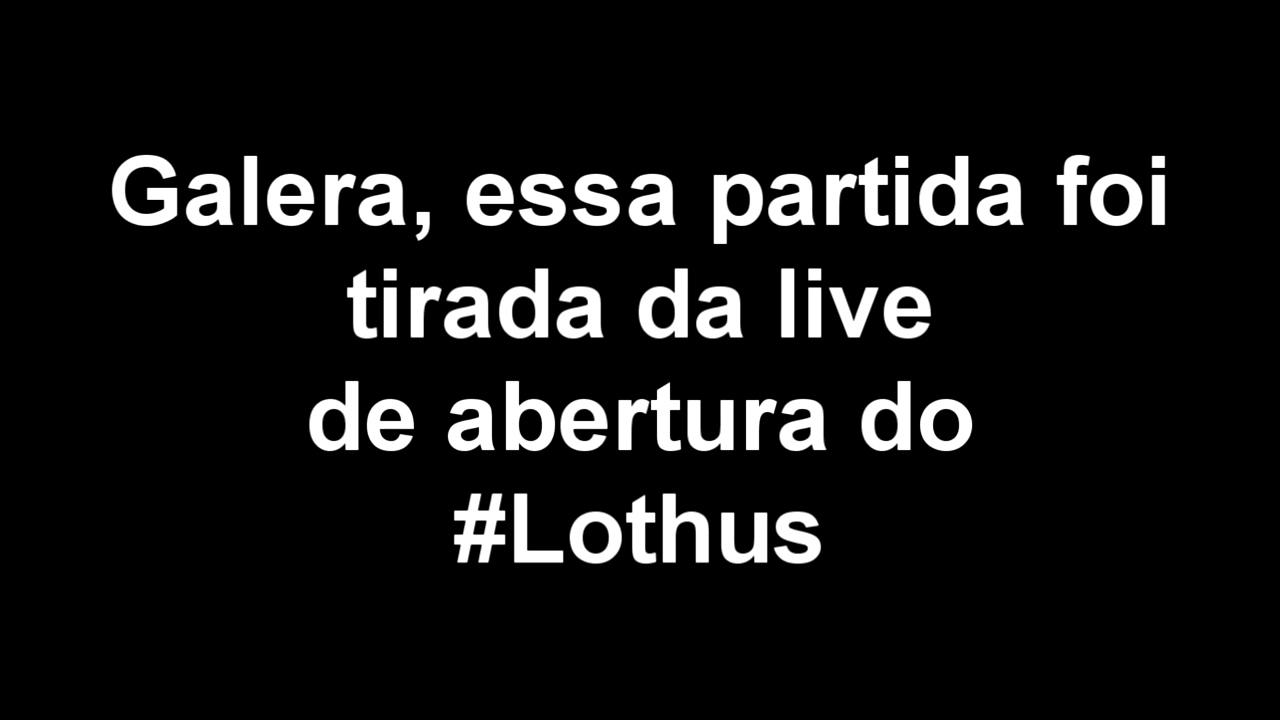 Galera, essa partida foi
tirada da live
de abertura do
#Lothus